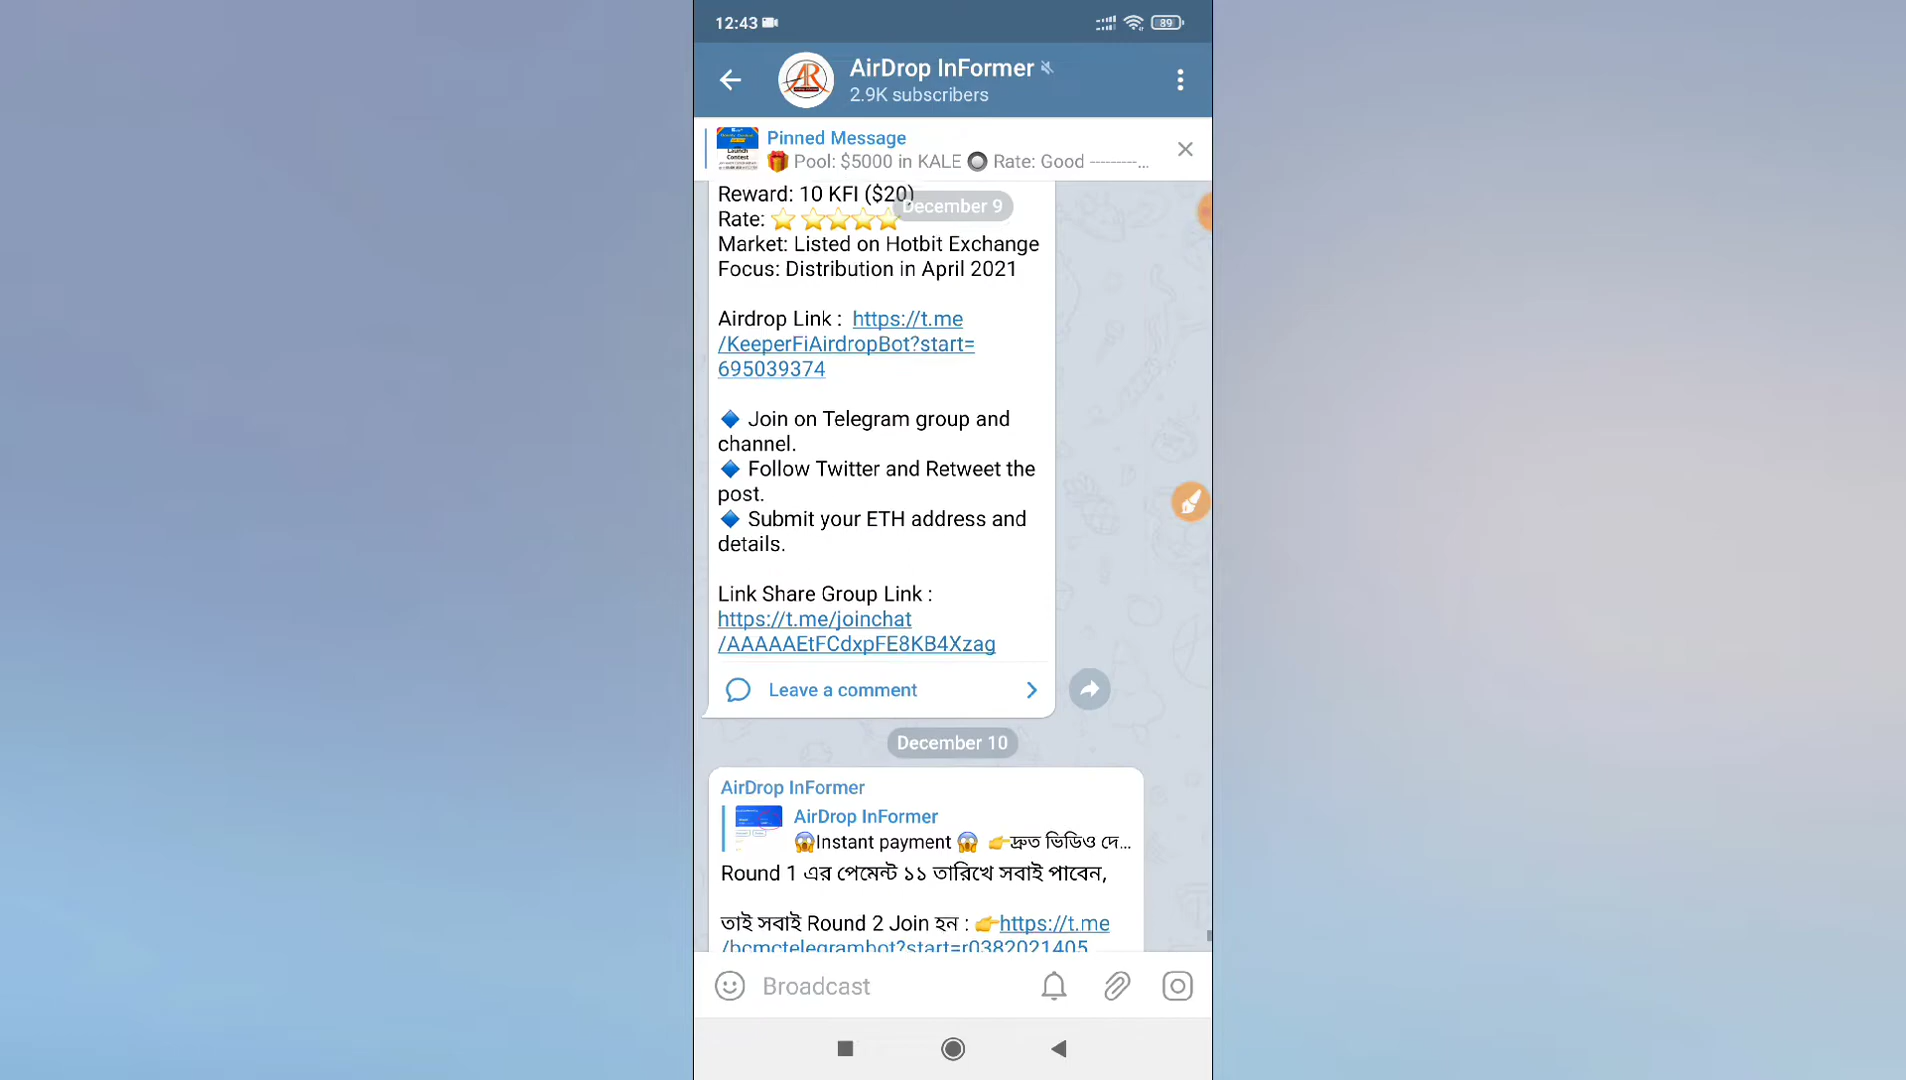 12:43
89
AirDrop InFormer
2.9K subscribers
Pinned Message
🎁 Pool: $5000 in KALE 🔘 Rate: Good ---------...
Reward: 10 KFI ($20)
December 9
Rate: ⭐ ⭐⭐⭐⭐
Market: Listed on Hotbit Exchange
Focus: Distribution in April 2021
Airdrop Link : https://t.me
/KeeperFiAirdropBot?start=
695039374
🔷 Join on Telegram group and
channel.
🔷 Follow Twitter and Retweet the
post.
🔷 Submit your ETH address and
details.
Link Share Group Link :
https://t.me/joinchat
/AAAAAEtFCdxpFE8KB4Xzag
Leave a comment
December 10
AirDrop InFormer
AirDrop InFormer
😱Instant payment 😱 👉দ্রুত ভিডিও দে...
Round 1 এর পেমেন্ট ১১ তারিখে সবাই পাবেন,
তাই সবাই Round 2 Join হন : 👉https://t.me
/bcmctelegrambot?start=r0382021405
Broadcast